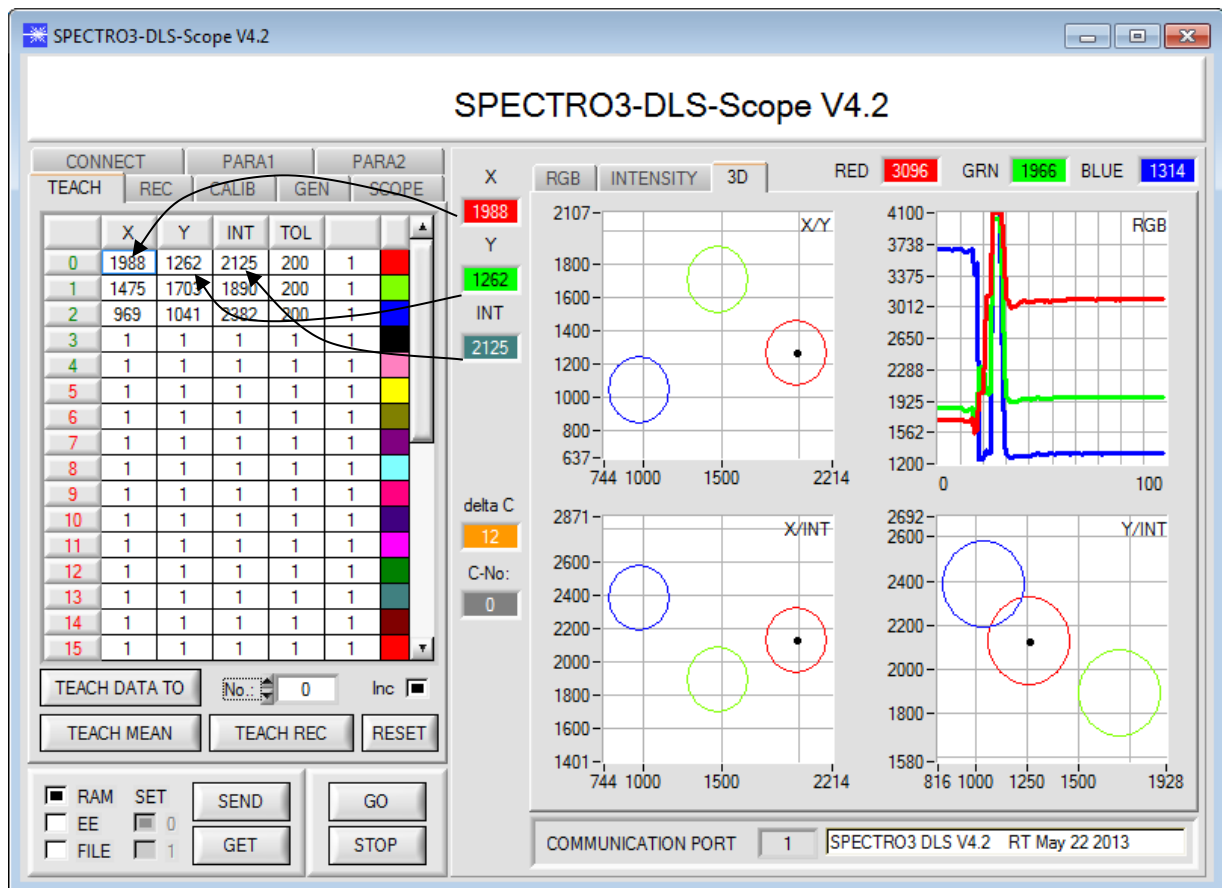 SPECTRO3-DLS-Scope V4.2
SPECTRO3-DLS-Scope V4.2
CONNECT PARA1 PARA2
TEACH REC CALIB GEN SCOPE
X Y INT TOL
0 1988 1262 2125 200 1
1 1475 1703 1890 200 1
2 969 1041 2382 200 1
3 1 1 1 1 1
4 1 1 1 1 1
5 1 1 1 1 1
6 1 1 1 1 1
7 1 1 1 1 1
8 1 1 1 1 1
9 1 1 1 1 1
10 1 1 1 1 1
11 1 1 1 1 1
12 1 1 1 1 1
13 1 1 1 1 1
14 1 1 1 1 1
15 1 1 1 1 1
TEACH DATA TO No.: 0 Inc
TEACH MEAN TEACH REC RESET
RAM SET SEND GO
EE 0
FILE 1 GET STOP
X
1988
Y
1262
INT
2125
delta C
12
C-No:
0
RGB INTENSITY 3D RED 3096 GRN 1966 BLUE 1314
X/Y
2107
1800
1600
1400
1200
1000
800
637
744 1000 1500 2214
RGB
4100
3738
3375
3012
2650
2288
1925
1562
1200
0 100
X/INT
2871
2600
2400
2200
2000
1800
1600
1401
744 1000 1500 2214
Y/INT
2692
2600
2400
2200
2000
1800
1580
816 1000 1250 1500 1928
COMMUNICATION PORT 1 SPECTRO3 DLS V4.2 RT May 22 2013